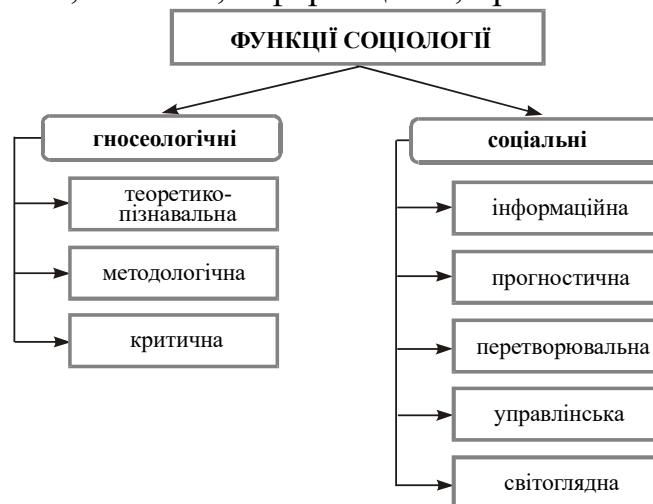 ФУНКЦІЇ СОЦІОЛОГІЇ
гносеологічні
теоретико-
пізнавальна
методологічна
критична
соціальні
інформаційна
прогностична
перетворювальна
управлінська
світоглядна